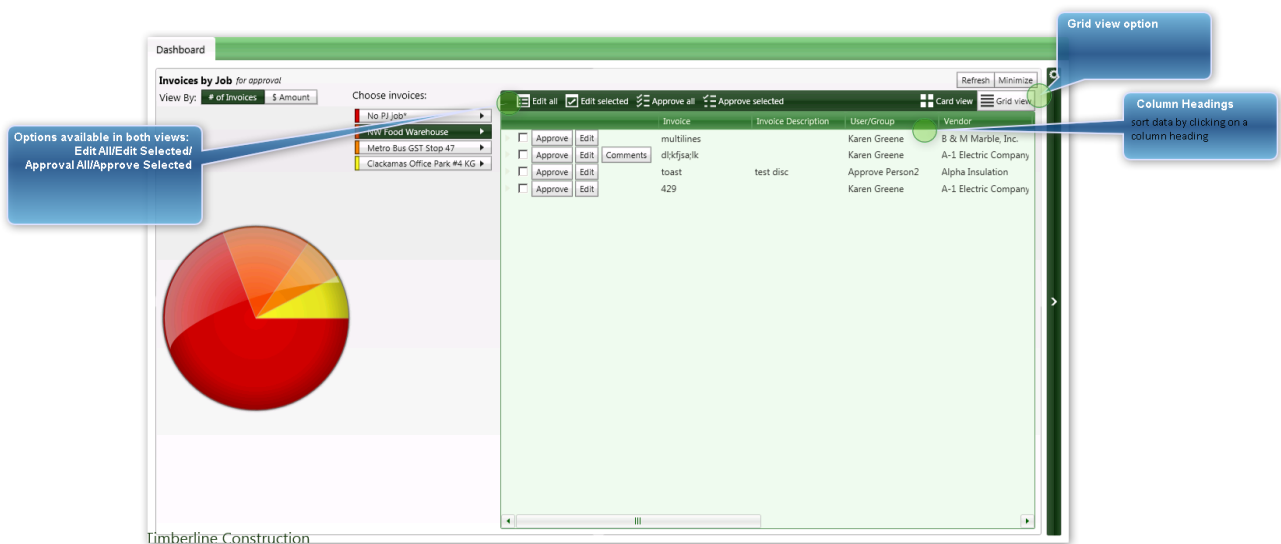 Grid view option
Dashboard
Invoices by Job for approval
Refresh Minimize
View By: # of Invoices $ Amount
Choose invoices:
Edit all Edit selected Approve all Approve selected Card view Grid view
Column Headings
sort data by clicking on a
column heading
No PJ job*
NW Food Warehouse
Metro Bus GST Stop 47
Clackamas Office Park #4 KG
Options available in both views:
Edit All/Edit Selected/
Approval All/Approve Selected
Invoice Invoice Description User/Group Vendor
Approve Edit multilines Karen Greene B & M Marble, Inc.
Approve Edit Comments dl;kfjsa;lk Karen Greene A-1 Electric Company
Approve Edit toast test disc Approve Person2 Alpha Insulation
Approve Edit 429 Karen Greene A-1 Electric Company
Timberline Construction